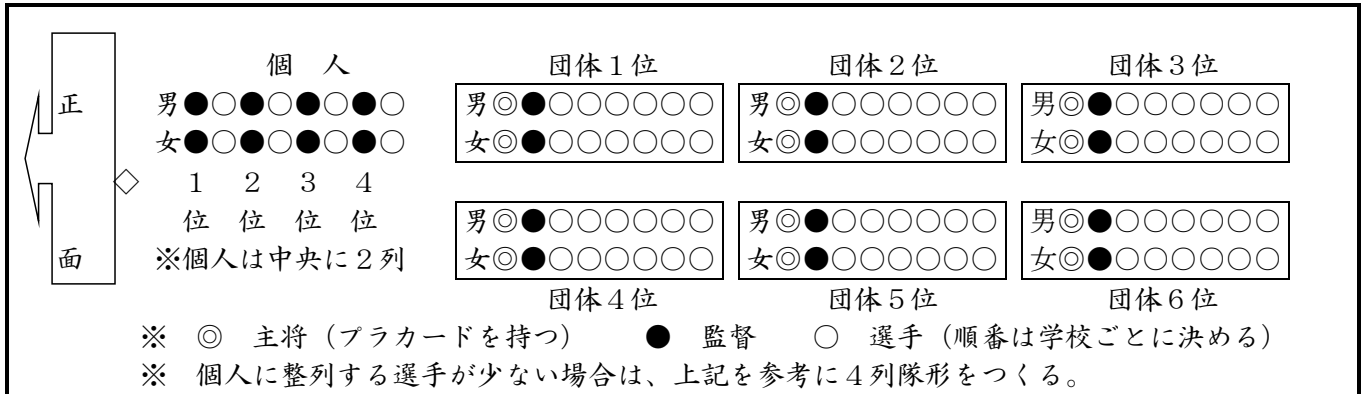 個　人　団体１位　団体２位　団体３位
正　男●○●○●○●○　男◎●○○○○○○　男◎●○○○○○○　男◎●○○○○○○
女●○●○●○●○　女◎●○○○○○○　女◎●○○○○○○　女◎●○○○○○○
◇　１　２　３　４
位　位　位　位　男◎●○○○○○○　男◎●○○○○○○　男◎●○○○○○○
面　※個人は中央に２列　女◎●○○○○○○　女◎●○○○○○○　女◎●○○○○○○
団体４位　団体５位　団体６位
※　◎　主将（プラカードを持つ）　●　監督　○　選手（順番は学校ごとに決める）
※　個人に整列する選手が少ない場合は、上記を参考に４列隊形をつくる。